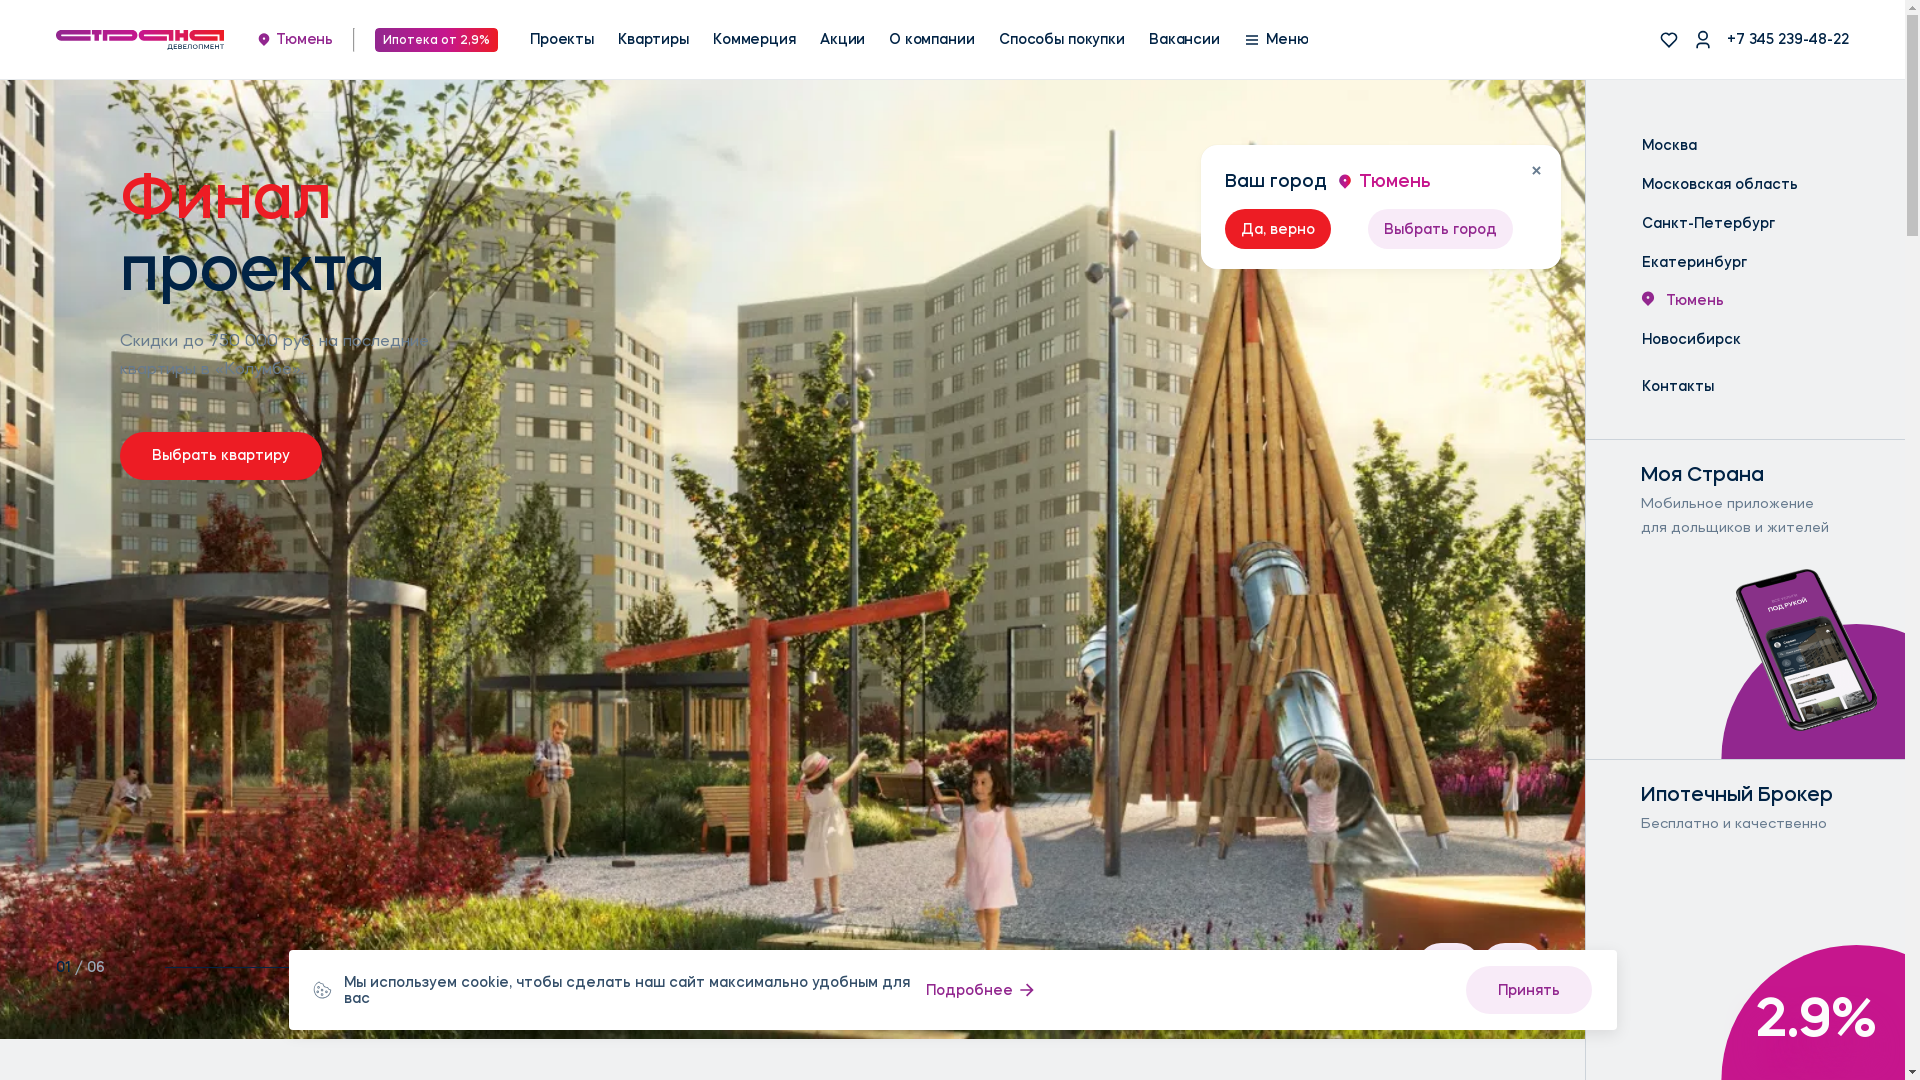 страна
ДЕВЕЛОПМЕНТ
Тюмень
Ипотека от 2,9%
Проекты
Квартиры
Коммерция
Акции
О компании
Способы покупки
Вакансии
Меню
+7 345 239-48-22
Финал
проекта
Скидки до 750 000 руб. на последние
Выбрать квартиру
01 / 06
Ваш город
Тюмень
Да, верно
Выбрать город
Москва
Московская область
Санкт-Петербург
Екатеринбург
Тюмень
Новосибирск
Контакты
Моя Страна
Мобильное приложение
для дольщиков и жителей
ПОД РУКОЙ
Ипотечный Брокер
Бесплатно и качественно
2.9%
Мы используем cookie, чтобы сделать наш сайт максимально удобным для
вас
Подробнее
Принять